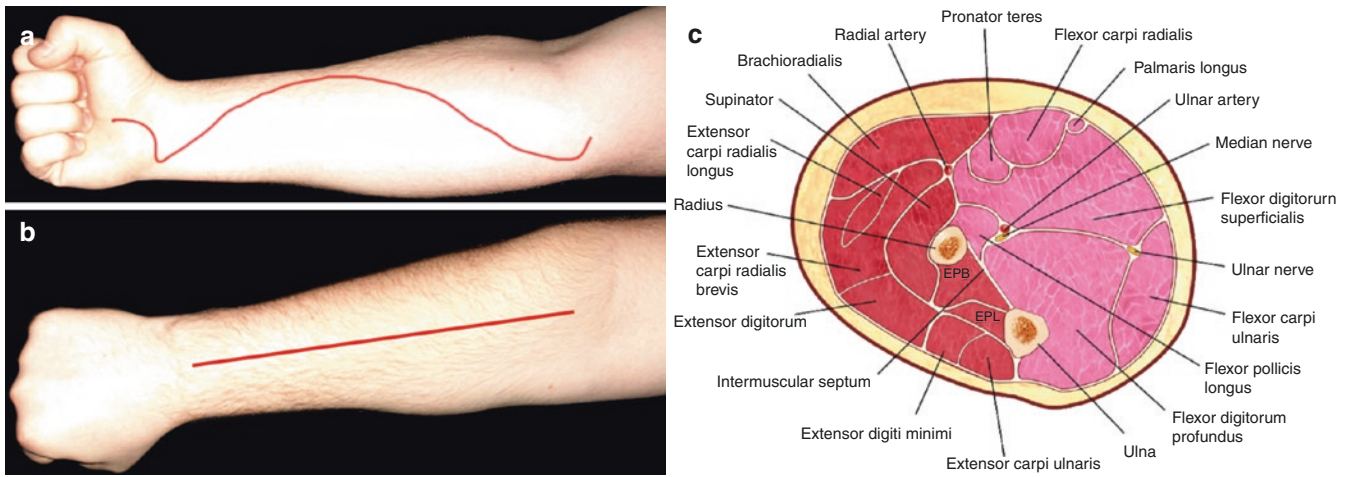 a
b
c
Pronator teres
Radial artery
Flexor carpi radialis
Brachioradialis
Palmaris longus
Supinator
Ulnar artery
Extensor
carpi radialis
longus
Median nerve
Radius
Flexor digitorurn
superficialis
Extensor
carpi radialis
brevis
EPB
Ulnar nerve
Extensor digitorum
EPL
Flexor carpi
ulnaris
Intermuscular septum
Flexor pollicis
longus
Extensor digiti minimi
Flexor digitorum
profundus
Ulna
Extensor carpi ulnaris